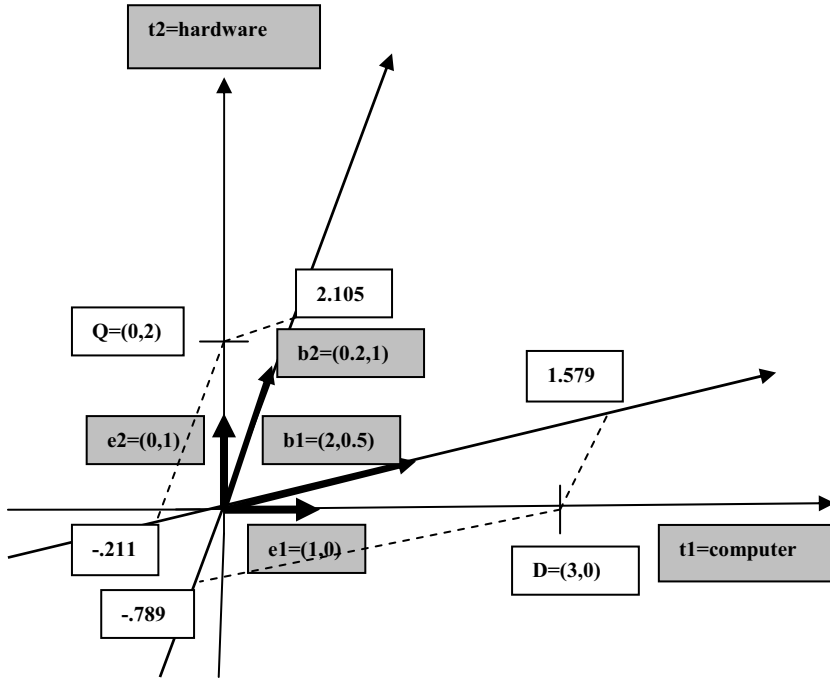 t2=hardware
2.105
Q=(0,2)
b2=(0.2,1)
1.579
e2=(0,1)
b1=(2,0.5)
-.211
e1=(1,0)
t1=computer
D=(3,0)
-.789